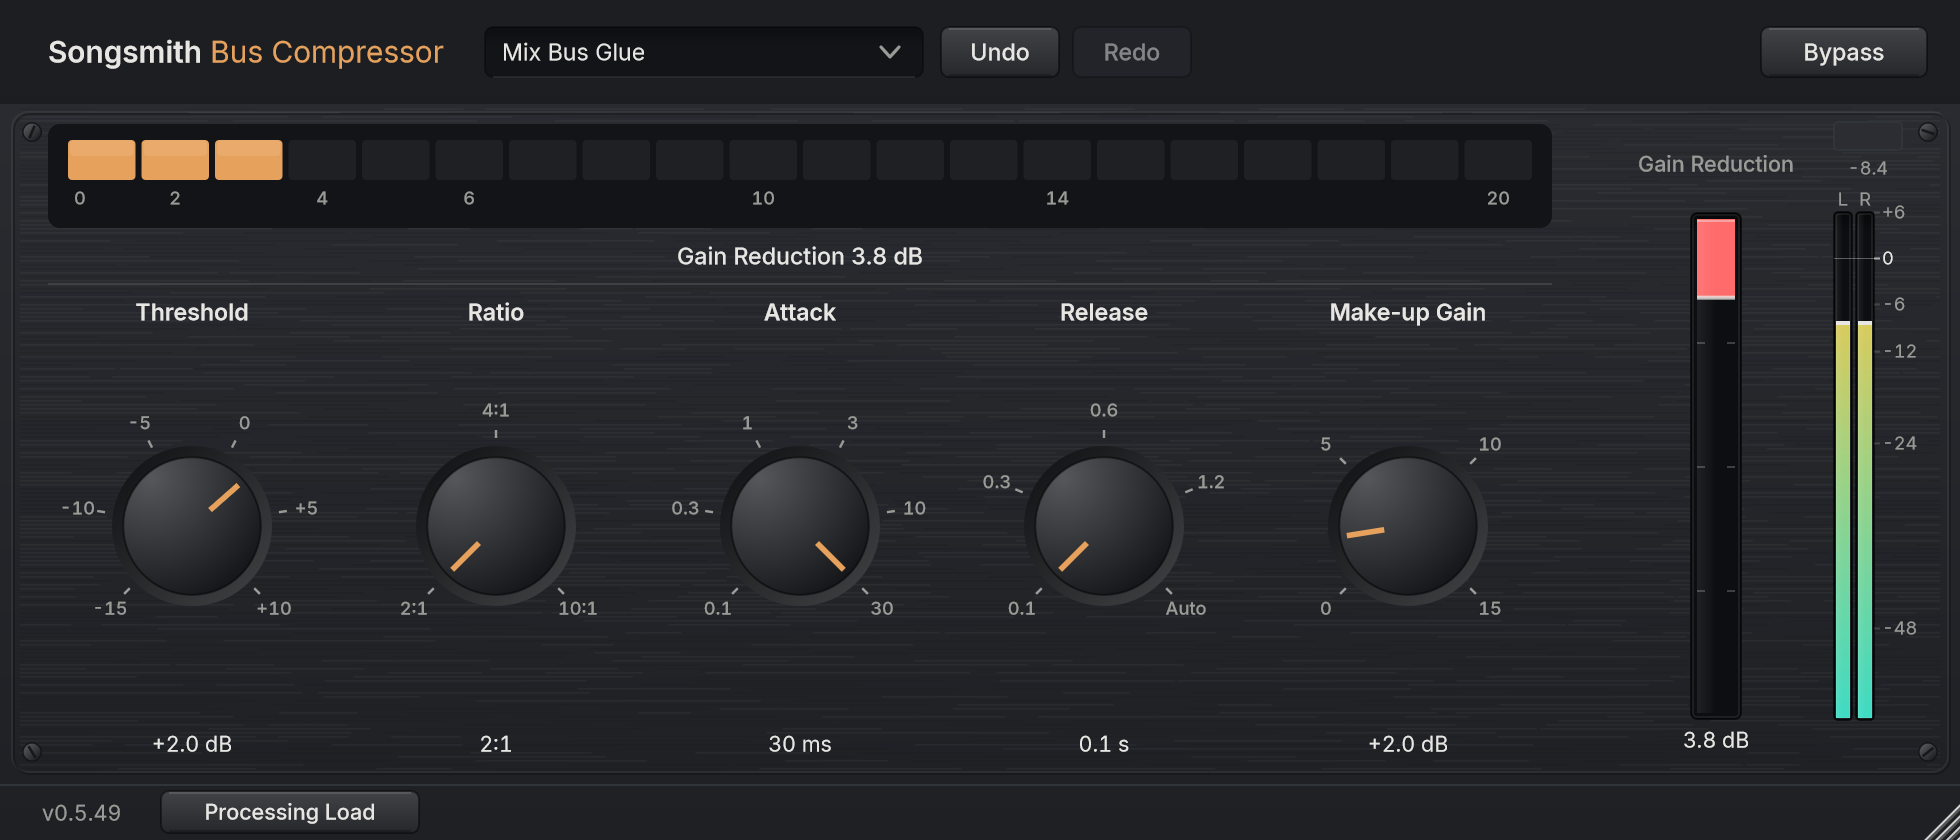 Songsmith Bus Compressor
Mix Bus Glue
Undo
Redo
Bypass
0 2 4 6 10 14 20
Gain Reduction 3.8 dB
Gain Reduction
-8.4
L R
+6
0
-6
-12
-24
-48
3.8 dB
Threshold
-15 -10 -5 0 +5 +10
+2.0 dB
Ratio
2:1 4:1 10:1
2:1
Attack
0.1 0.3 1 3 10 30
30 ms
Release
0.1 0.3 0.6 1.2 Auto
0.1 s
Make-up Gain
0 5 10 15
+2.0 dB
v0.5.49
Processing Load